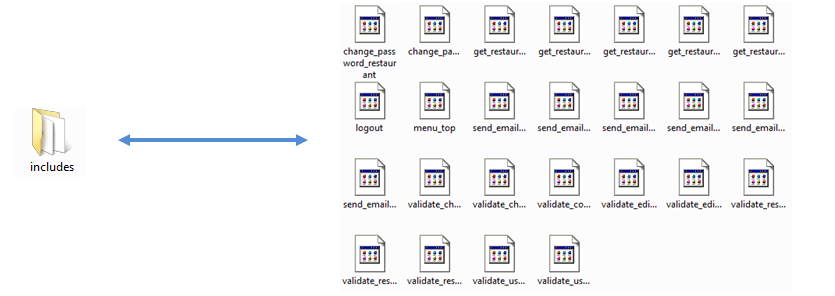 includes
change_pass
word_restaur
ant
change_pa...
get_restaur...
get_restaur...
get_restaur...
get_restaur...
get_restaur...
logout
menu_top
send_email...
send_email...
send_email...
send_email...
send_email...
send_email...
validate_ch...
validate_ch...
validate_co...
validate_edi...
validate_edi...
validate_res...
validate_res...
validate_res...
validate_us...
validate_us...